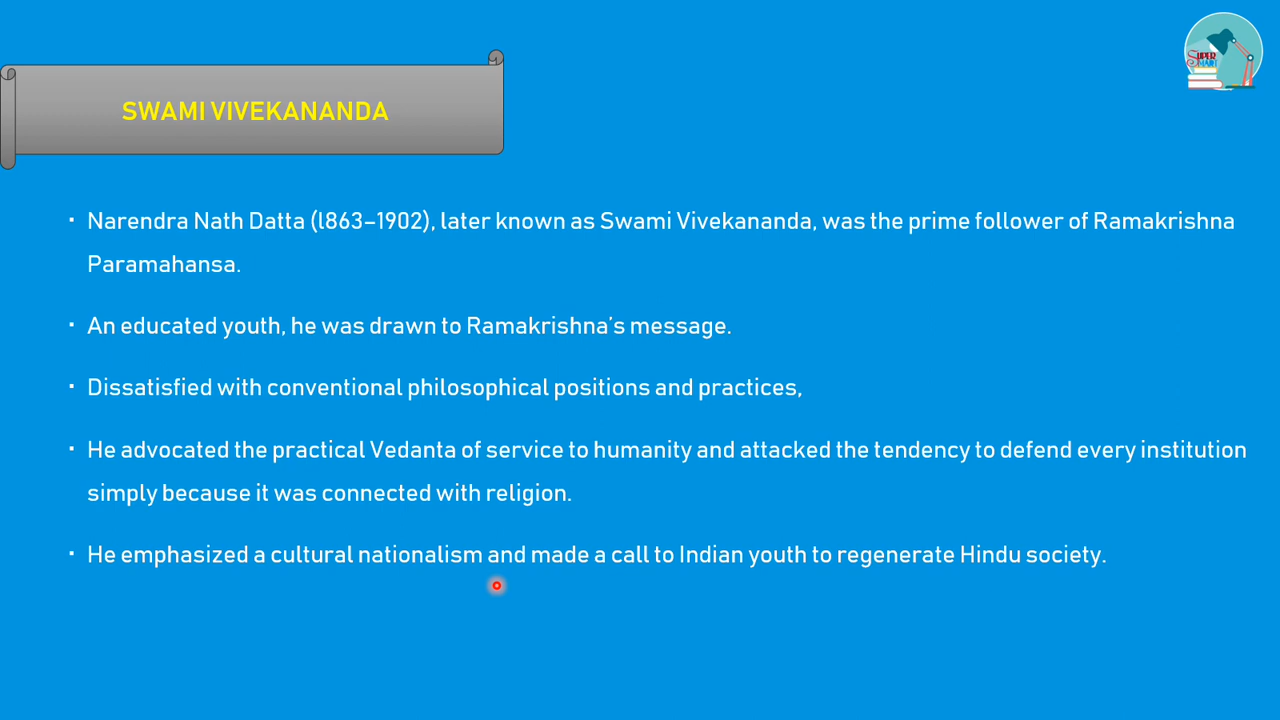 SUPER
SMART
SWAMI VIVEKANANDA
▪ Narendra Nath Datta (l863–1902), later known as Swami Vivekananda, was the prime follower of Ramakrishna
Paramahansa.
▪ An educated youth, he was drawn to Ramakrishna’s message.
▪ Dissatisfied with conventional philosophical positions and practices,
▪ He advocated the practical Vedanta of service to humanity and attacked the tendency to defend every institution
simply because it was connected with religion.
▪ He emphasized a cultural nationalism and made a call to Indian youth to regenerate Hindu society.